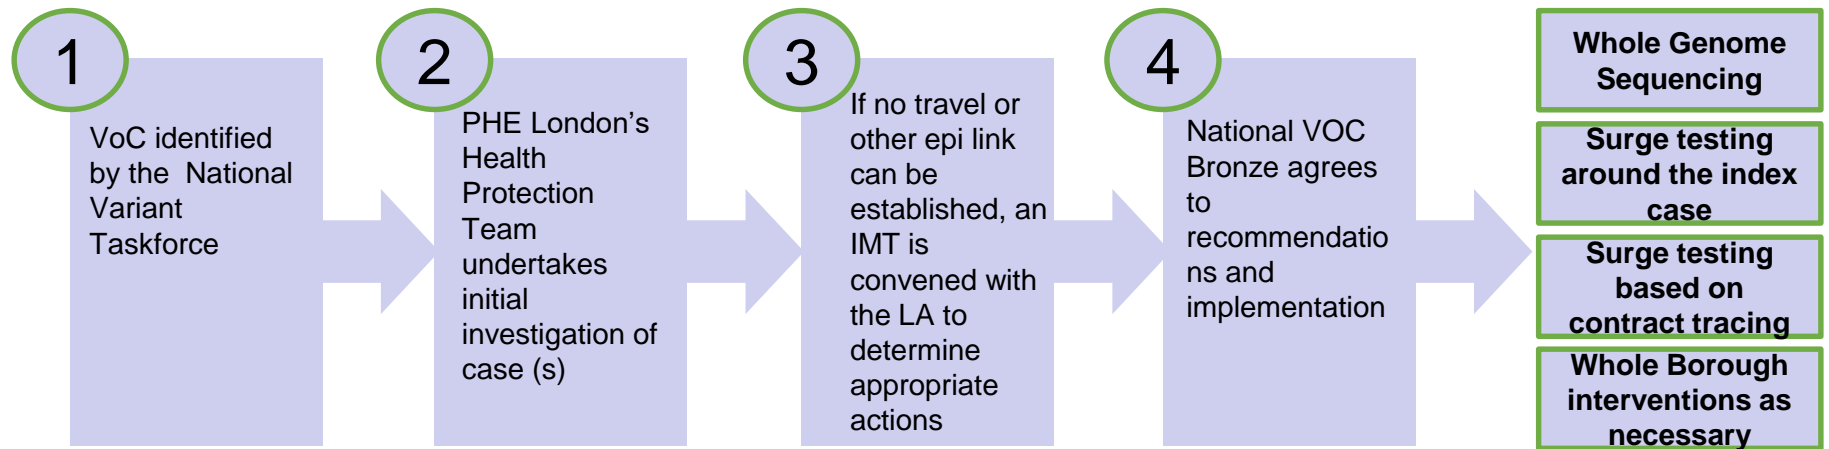 1
VoC identified
by the National
Variant
Taskforce
2
PHE London's
Health
Protection
Team
undertakes
initial
investigation of
case (s)
3
If no travel or
other epi link
can be
established, an
IMT is
convened with
the LA to
determine
appropriate
actions
4
National VOC
Bronze agrees
to
recommendatio
ns and
implementation
Whole Genome
Sequencing
Surge testing
around the index
case
Surge testing
based on
contract tracing
Whole Borough
interventions as
necessary